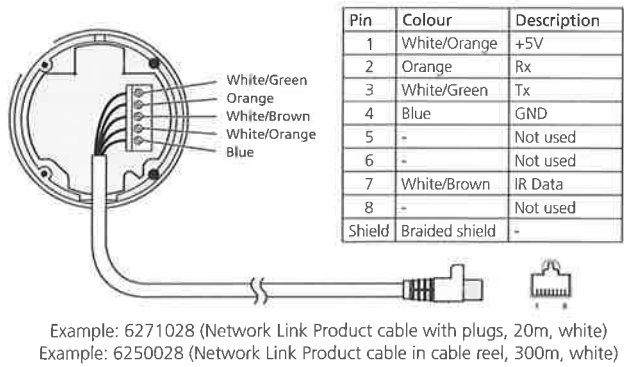 White/Green
Orange
White/Brown
White/Orange
Blue
Pin Colour Description
1 White/Orange +5V
2 Orange Rx
3 White/Green Tx
4 Blue GND
5 - Not used
6 - Not used
7 White/Brown IR Data
8 - Not used
Shield Braided shield -
1 8
Example: 6271028 (Network Link Product cable with plugs, 20m, white)
Example: 6250028 (Network Link Product cable in cable reel, 300m, white)